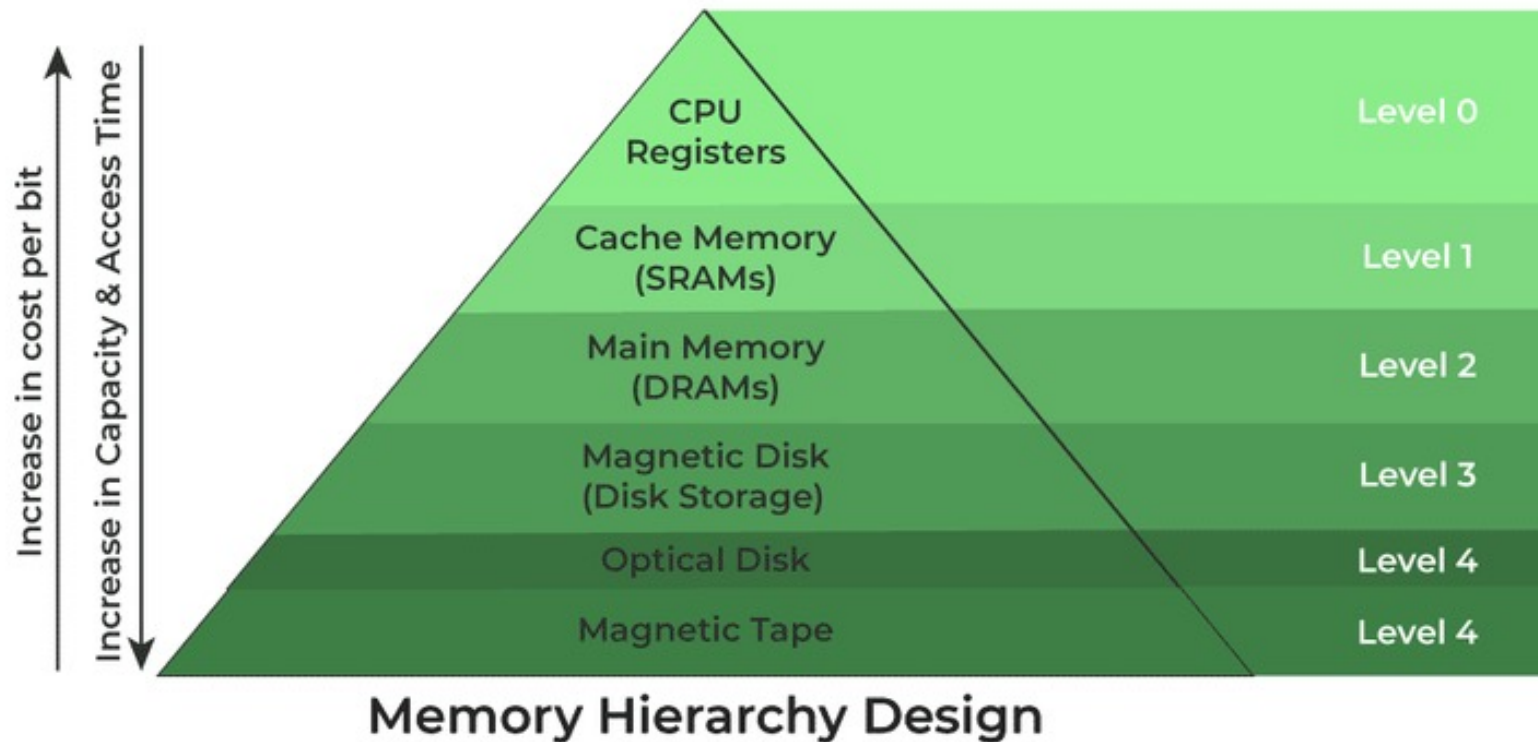 Increase in cost per bit
Increase in Capacity & Access Time
CPU
Registers
Level 0
Cache Memory
(SRAMs)
Level 1
Main Memory
(DRAMs)
Level 2
Magnetic Disk
(Disk Storage)
Level 3
Optical Disk
Level 4
Magnetic Tape
Level 4
Memory Hierarchy Design